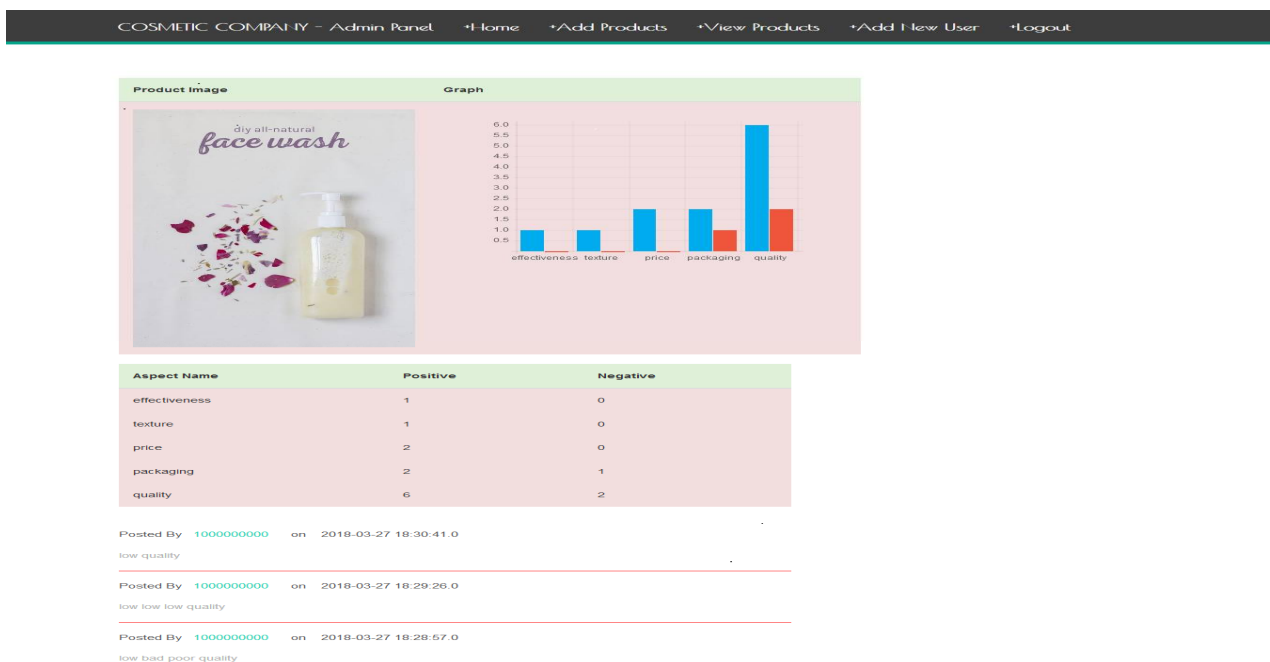 COSMETIC COMPANY - Admin Panel +Home +Add Products +View Products +Add New User +Logout
Product Image Graph
diy all-natural
face wash
6.0
5.5
5.0
4.5
4.0
3.5
3.0
2.5
2.0
1.5
1.0
0.5
effectiveness texture price packaging quality
Aspect Name Positive Negative
effectiveness 1 0
texture 1 0
price 2 0
packaging 2 1
quality 6 2
Posted By 1000000000 on 2018-03-27 18:30:41.0
low quality
Posted By 1000000000 on 2018-03-27 18:29:26.0
low low low quality
Posted By 1000000000 on 2018-03-27 18:28:57.0
low bad poor quality